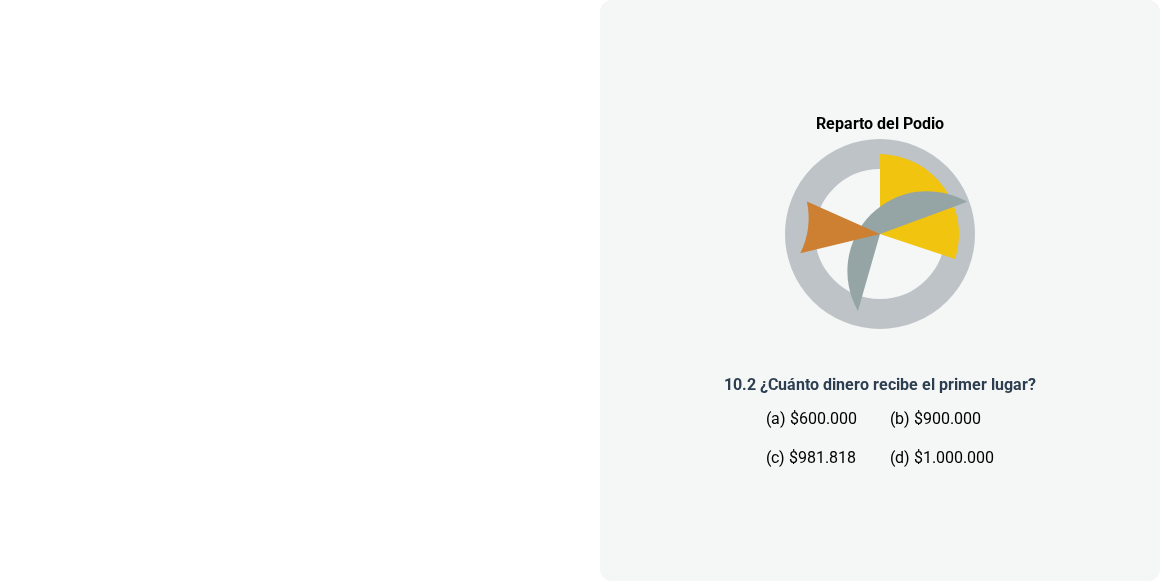 Reparto del Podio
10.2 ¿Cuánto dinero recibe el primer lugar?
(a) $600.000 (b) $900.000
(c) $981.818 (d) $1.000.000